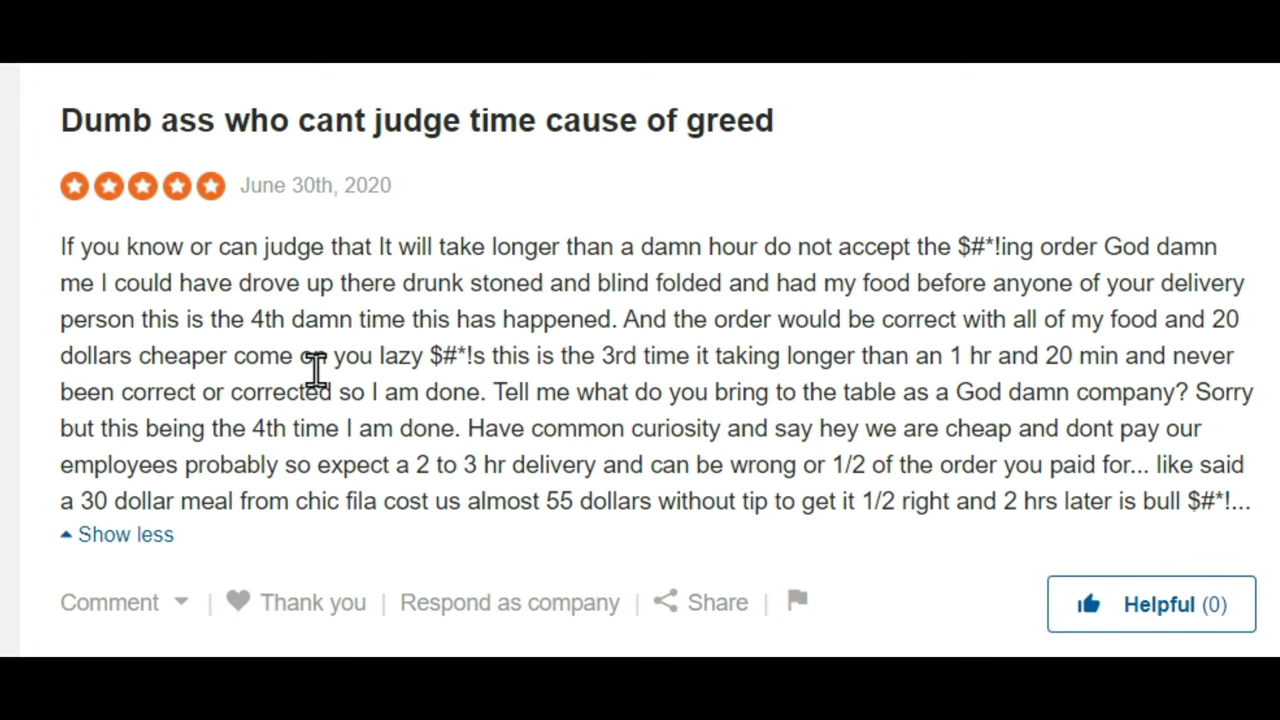 Dumb ass who cant judge time cause of greed
June 30th, 2020
If you know or can judge that It will take longer than a damn hour do not accept the $#*!ing order God damn
me I could have drove up there drunk stoned and blind folded and had my food before anyone of your delivery
person this is the 4th damn time this has happened. And the order would be correct with all of my food and 20
dollars cheaper come on you lazy $#*!s this is the 3rd time it taking longer than an 1 hr and 20 min and never
been correct or corrected so I am done. Tell me what do you bring to the table as a God damn company? Sorry
but this being the 4th time I am done. Have common curiosity and say hey we are cheap and dont pay our
employees probably so expect a 2 to 3 hr delivery and can be wrong or 1/2 of the order you paid for... like said
a 30 dollar meal from chic fila cost us almost 55 dollars without tip to get it 1/2 right and 2 hrs later is bull $#*!...
Show less
Comment | Thank you | Respond as company | Share | Helpful (0)